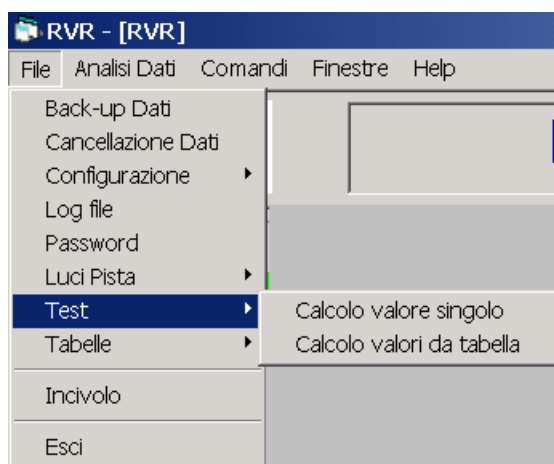 RVR - [RVR]
File Analisi Dati Comandi Finestre Help
Back-up Dati
Cancellazione Dati
Configurazione
Log file
Password
Luci Pista
Test
Calcolo valore singolo
Tabelle
Calcolo valori da tabella
Incivolo
Esci